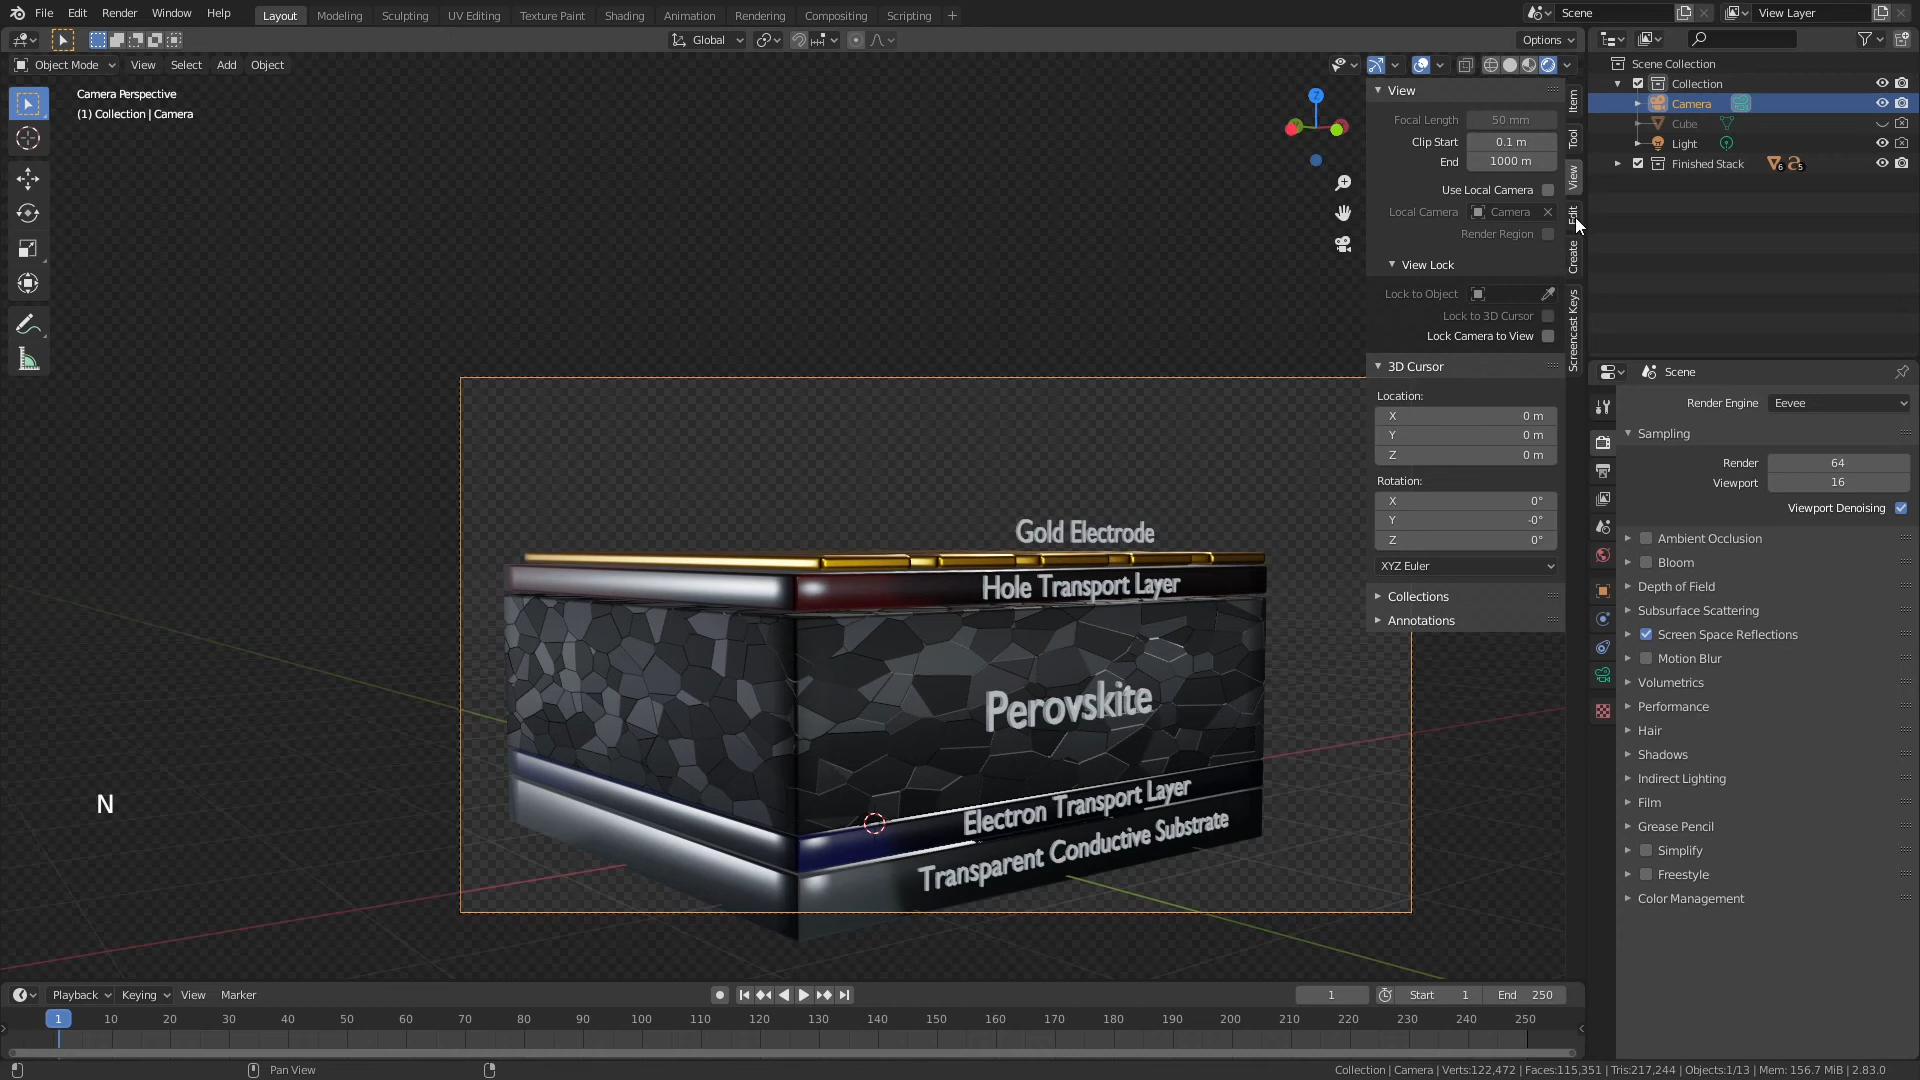 File Edit Render Window Help Layout Modeling Sculpting UV Editing Texture Paint Shading Animation Rendering Compositing Scripting + Scene View Layer
Global Options
Object Mode View Select Add Object
Camera Perspective
(1) Collection | Camera
Z
View
Focal Length 50 mm
Clip Start 0.1 m
End 1000 m
Use Local Camera
Local Camera Camera
Render Region
View Lock
Lock to Object
Lock to 3D Cursor
Lock Camera to View
3D Cursor
Location:
X 0 m
Y 0 m
Z 0 m
Rotation:
X 0°
Y -0°
Z 0°
XYZ Euler
Collections
Annotations
Item
Tool
View
Edit
Create
Screencast Keys
Scene Collection
Collection
Camera
Cube
Light
Finished Stack 6 5
Scene
Render Engine Eevee
Sampling
Render 64
Viewport 16
Viewport Denoising
Ambient Occlusion
Bloom
Depth of Field
Subsurface Scattering
Screen Space Reflections
Motion Blur
Volumetrics
Performance
Hair
Shadows
Indirect Lighting
Film
Grease Pencil
Simplify
Freestyle
Color Management
Gold Electrode
Hole Transport Layer
Perovskite
Electron Transport Layer
Transparent Conductive Substrate
N
Playback Keying View Marker 1 Start 1 End 250
1 10 20 30 40 50 60 70 80 90 100 110 120 130 140 150 160 170 180 190 200 210 220 230 240 250
Pan View Collection | Camera | Verts:122,472 | Faces:115,351 | Tris:217,244 | Objects:1/13 | Mem: 156.7 MiB | 2.83.0